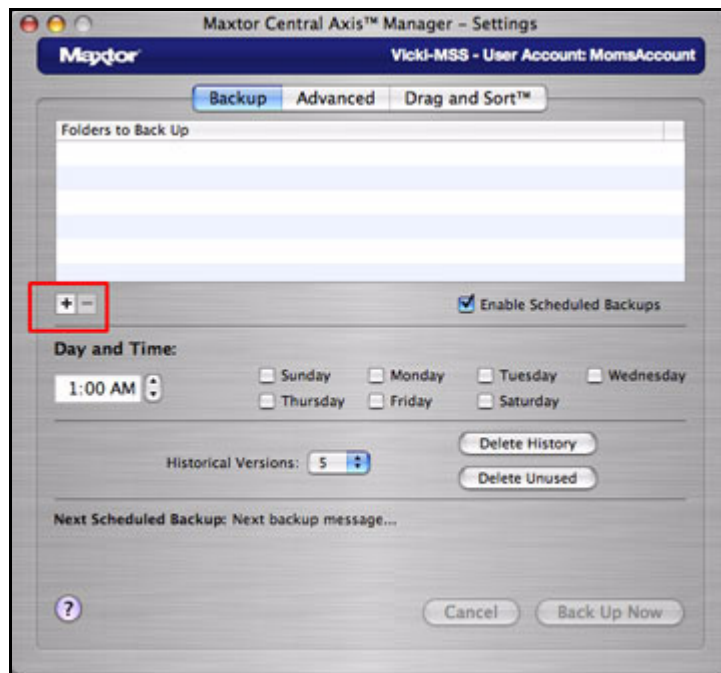 Maxtor Central Axis™ Manager – Settings
Maxtor Vicki-MSS - User Account: MomsAccount
Backup Advanced Drag and Sort™
Folders to Back Up
+ −
Enable Scheduled Backups
Day and Time:
1:00 AM
Sunday Monday Tuesday Wednesday
Thursday Friday Saturday
Historical Versions: 5
Delete History
Delete Unused
Next Scheduled Backup: Next backup message...
? Cancel Back Up Now